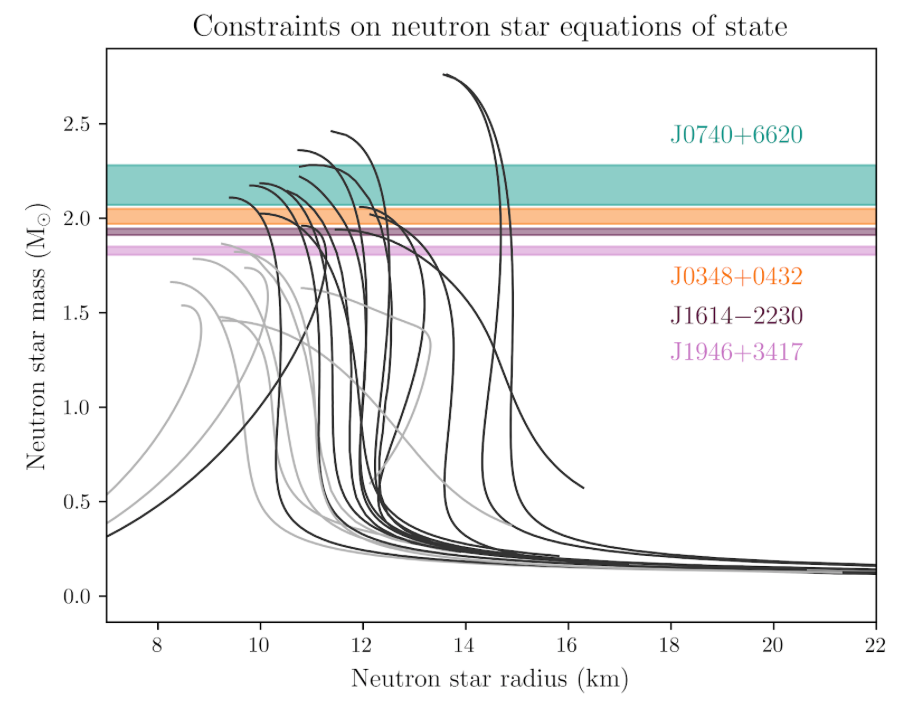 Constraints on neutron star equations of state
Neutron star mass (M☉)
2.5
2.0
1.5
1.0
0.5
0.0
J0740+6620
J0348+0432
J1614−2230
J1946+3417
8 10 12 14 16 18 20 22
Neutron star radius (km)